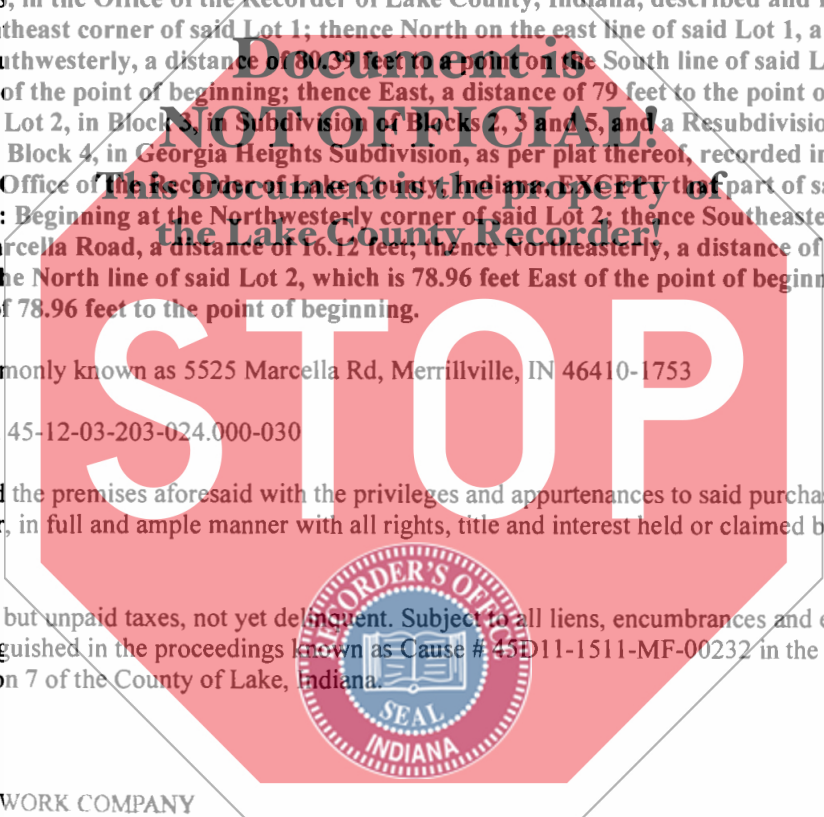 s, in the Office of the Recorder of Lake County, Indiana, described and
theast corner of said Lot 1; thence North on the east line of said Lot 1, a
Document is
uthwesterly, a distance of 80.39 feet to a point on the South line of said L
of the point of beginning; thence East, a distance of 79 feet to the point o
NOT OFFICIAL!
Lot 2, in Block 3, in Subdivision of Blocks 2, 3 and 5, and a Resubdivisio
Block 4, in Georgia Heights Subdivision, as per plat thereof, recorded in
This Document is the property of
Office of the Recorder of Lake County, Indiana, EXCEPT that part of sa
: Beginning at the Northwesterly corner of said Lot 2; thence Southeaste
the Lake County Recorder!
rcella Road, a distance of 16.12 feet; thence Northeasterly, a distance of
he North line of said Lot 2, which is 78.96 feet East of the point of beginn
f 78.96 feet to the point of beginning.
STOP
monly known as 5525 Marcella Rd, Merrillville, IN 46410-1753
45-12-03-203-024.000-030
d the premises aforesaid with the privileges and appurtenances to said purcha
r, in full and ample manner with all rights, title and interest held or claimed b
RECORDER'S OFFICE
but unpaid taxes, not yet delinquent. Subject to all liens, encumbrances and e
guished in the proceedings known as Cause # 45D11-1511-MF-00232 in the
on 7 of the County of Lake, Indiana.
SEAL
INDIANA
WORK COMPANY